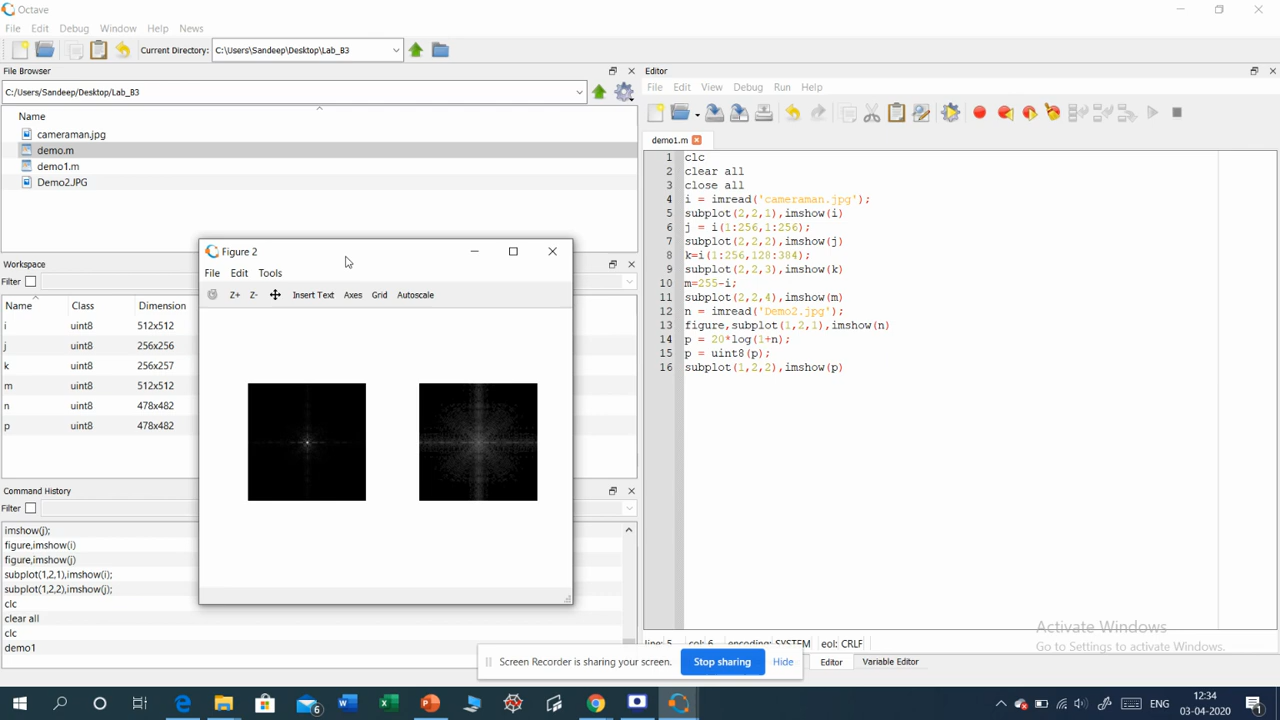 Octave
File Edit Debug Window Help News
Current Directory: C:\Users\Sandeep\Desktop\Lab_B3
File Browser
C:/Users/Sandeep/Desktop/Lab_B3
Name
cameraman.jpg
demo.m
demo1.m
Demo2.JPG
Workspace
Filter
Name Class Dimension
i uint8 512x512
j uint8 256x256
k uint8 256x257
m uint8 512x512
n uint8 478x482
p uint8 478x482
Command History
Filter
imshow(j);
figure,imshow(i)
figure,imshow(j)
subplot(1,2,1),imshow(i);
subplot(1,2,2),imshow(j);
clc
clear all
clc
demo1
Figure 2
File Edit Tools
Z+ Z- Insert Text Axes Grid Autoscale
Editor
File Edit View Debug Run Help
demo1.m
1 clc
2 clear all
3 close all
4 i = imread('cameraman.jpg');
5 subplot(2,2,1),imshow(i)
6 j = i(1:256,1:256);
7 subplot(2,2,2),imshow(j)
8 k=i(1:256,128:384);
9 subplot(2,2,3),imshow(k)
10 m=255-i;
11 subplot(2,2,4),imshow(m)
12 n = imread('Demo2.jpg');
13 figure,subplot(1,2,1),imshow(n)
14 p = 20*log(1+n);
15 p = uint8(p);
16 subplot(1,2,2),imshow(p)
line: 5 col: 6 encoding: SYSTEM eol: CRLF
Editor Variable Editor
Activate Windows
Go to Settings to activate Windows.
Screen Recorder is sharing your screen. Stop sharing Hide
6
ENG
12:34
03-04-2020
1